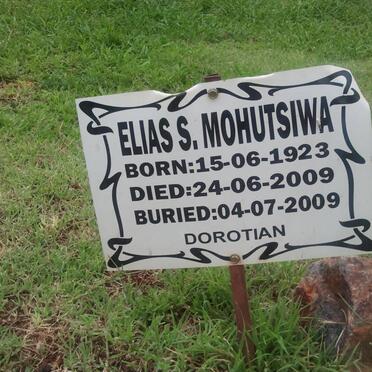 ELIAS S. MOHUTSIWA
BORN:15-06-1923
DIED:24-06-2009
BURIED:04-07-2009
DOROTIAN